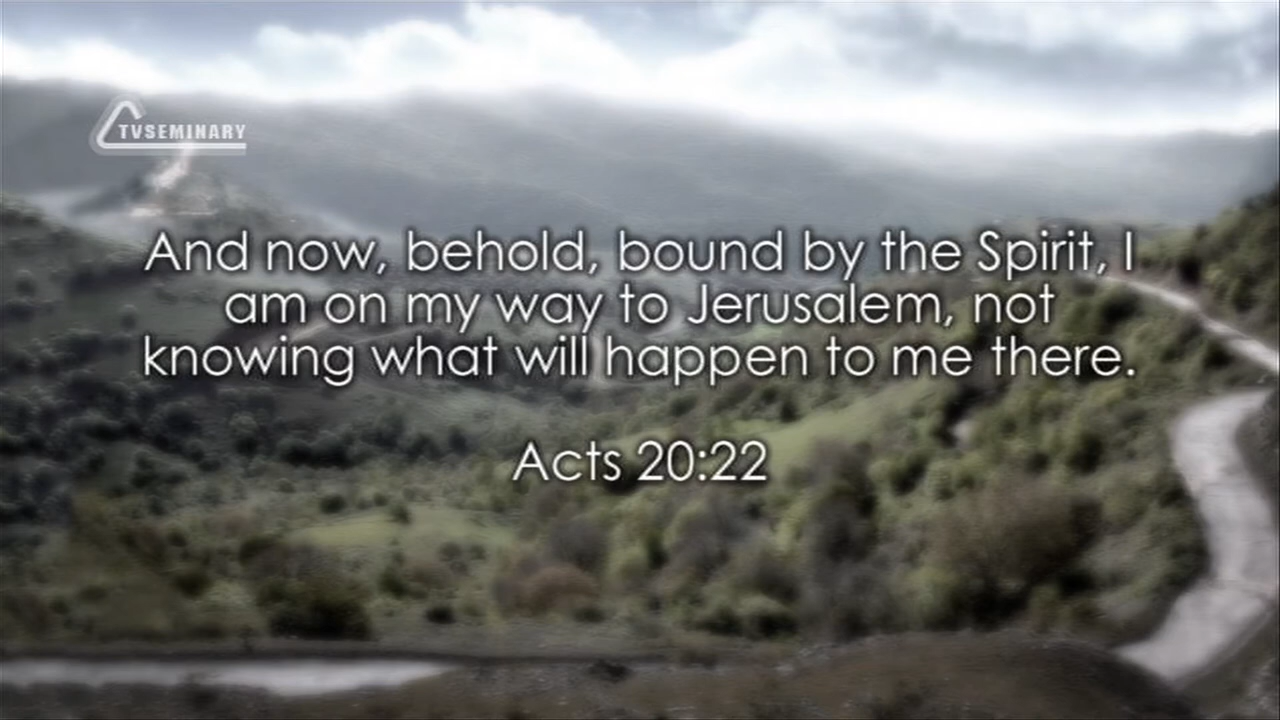 TVSEMINARY
And now, behold, bound by the Spirit, I
am on my way to Jerusalem, not
knowing what will happen to me there.
Acts 20:22